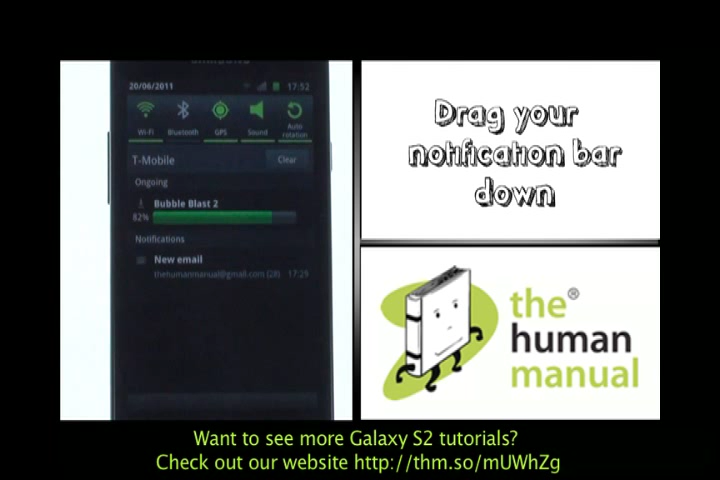 SAMSUNG
20/06/2011 17:52
Wi-Fi Bluetooth GPS Sound Auto rotation
T-Mobile Clear
Ongoing
Bubble Blast 2
82%
Notifications
New email
thehumanmanual@gmail.com (28) 17:29
Drag your
notification bar
down
the®
human
manual
Want to see more Galaxy S2 tutorials?
Check out our website http://thm.so/mUWhZg